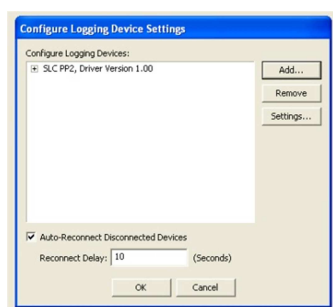 Configure Logging Device Settings
Configure Logging Devices:
SLC PP2, Driver Version 1.00
Add...
Remove
Settings...
Auto-Reconnect Disconnected Devices
Reconnect Delay: 10 (Seconds)
OK Cancel